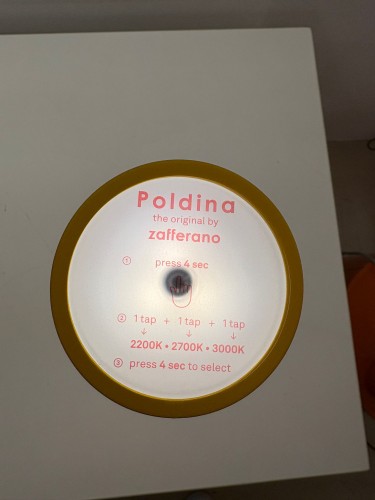 Poldina
the original by
zafferano
① press 4 sec
② 1 tap + 1 tap + 1 tap
↓ ↓ ↓
2200K • 2700K • 3000K
③ press 4 sec to select